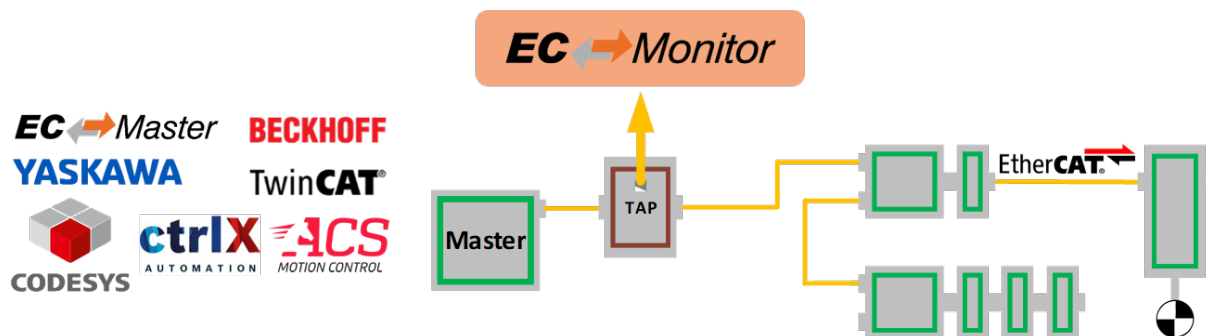 EC Monitor
EC Master
BECKHOFF
YASKAWA
TwinCAT®
CODESYS
ctrlX
AUTOMATION
ACS
MOTION CONTROL
Master
TAP
EtherCAT®